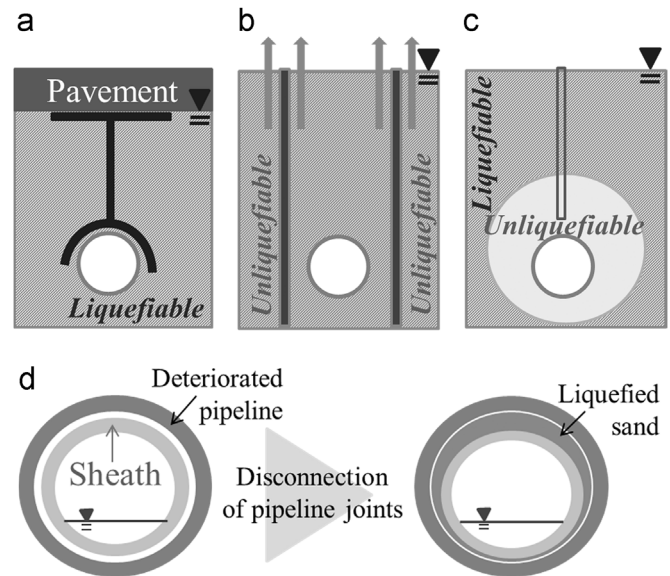 a
Pavement
Liquefiable
b
Unliquefiable
Unliquefiable
c
Liquefiable
Unliquefiable
d
Deteriorated
pipeline
Sheath
Disconnection
of pipeline joints
Liquefied
sand